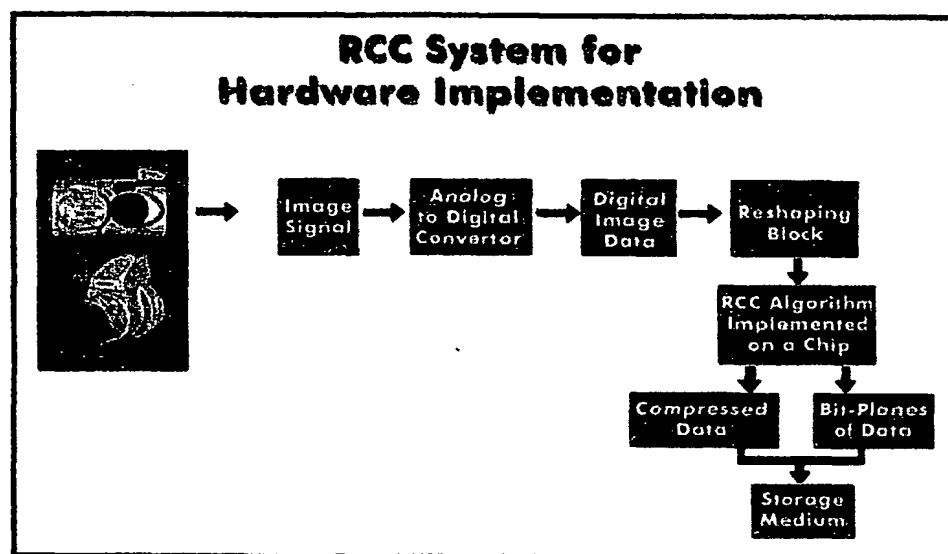 RCC System for
Hardware Implementation
Image
Signal
Analog
to Digital
Convertor
Digital
Image
Data
Reshaping
Block
RCC Algorithm
Implemented
on a Chip
Compressed
Data
Bit-Planes
of Data
Storage
Medium